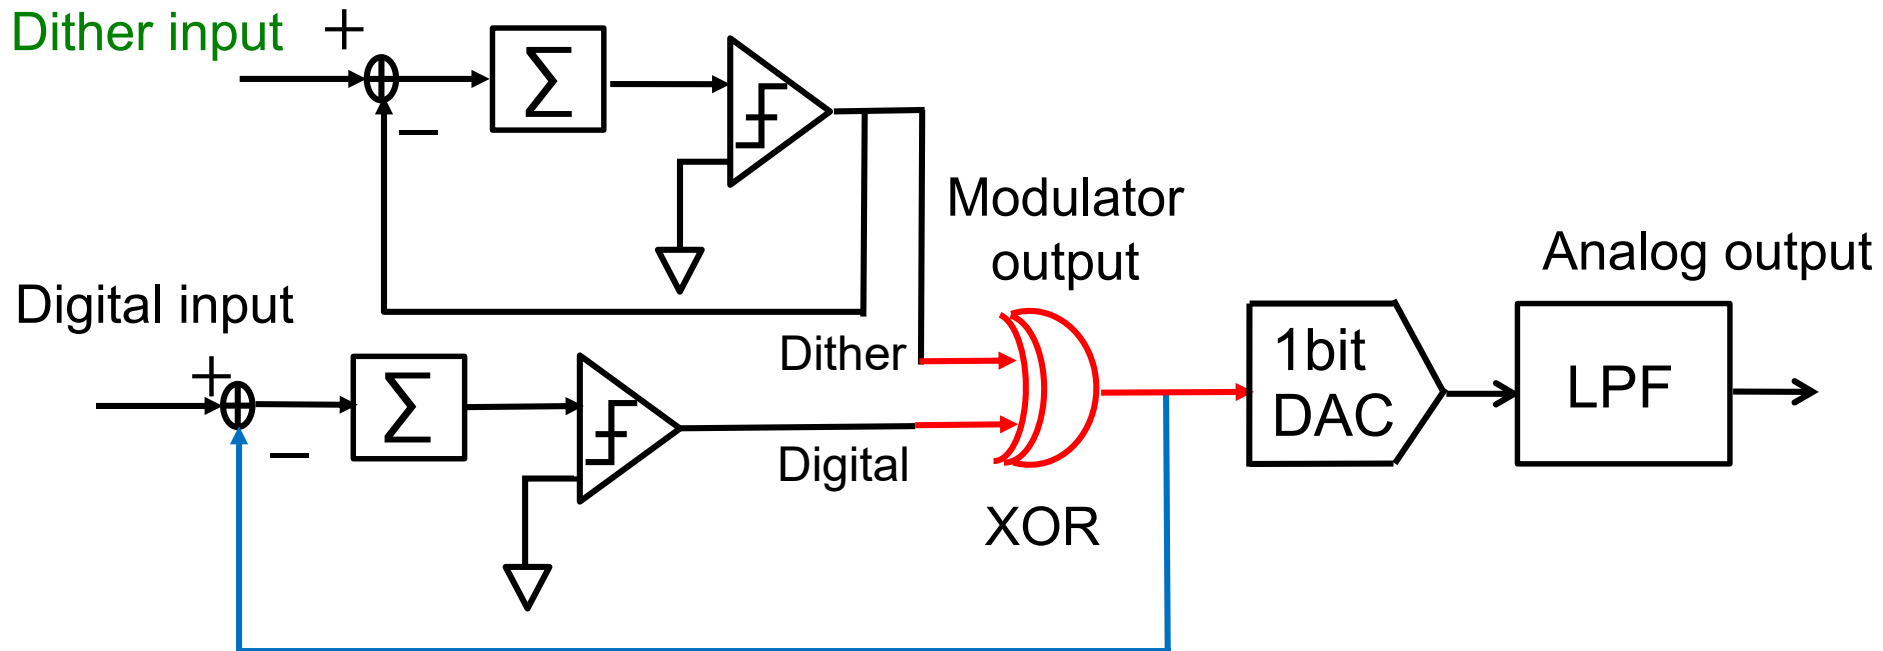 Dither input
+
Σ
−
Modulator
output
Analog output
Digital input
+
Σ
−
Dither
Digital
XOR
1bit
DAC
LPF